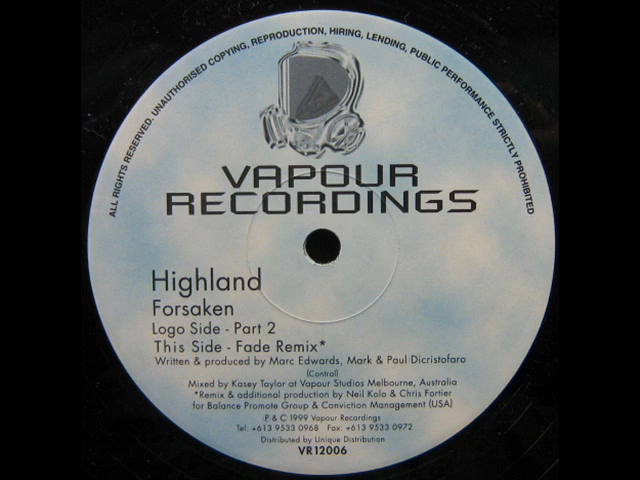 ALL RIGHTS RESERVED. UNAUTHORISED COPYING, REPRODUCTION, HIRING, LENDING, PUBLIC PERFORMANCE STRICTLY PROHIBITED
VAPOUR
RECORDINGS
Highland
Forsaken
Logo Side - Part 2
This Side - Fade Remix*
Written & produced by Marc Edwards, Mark & Paul Dicristofaro
(Control)
Mixed by Kasey Taylor at Vapour Studios Melbourne, Australia
*Remix & additional production by Neil Kolo & Chris Fortier
for Balance Promote Group & Conviction Management (USA)
P & C 1999 Vapour Recordings
Tel: +613 9533 0968 Fax: +613 9533 0972
Distributed by Unique Distribution
VR12006